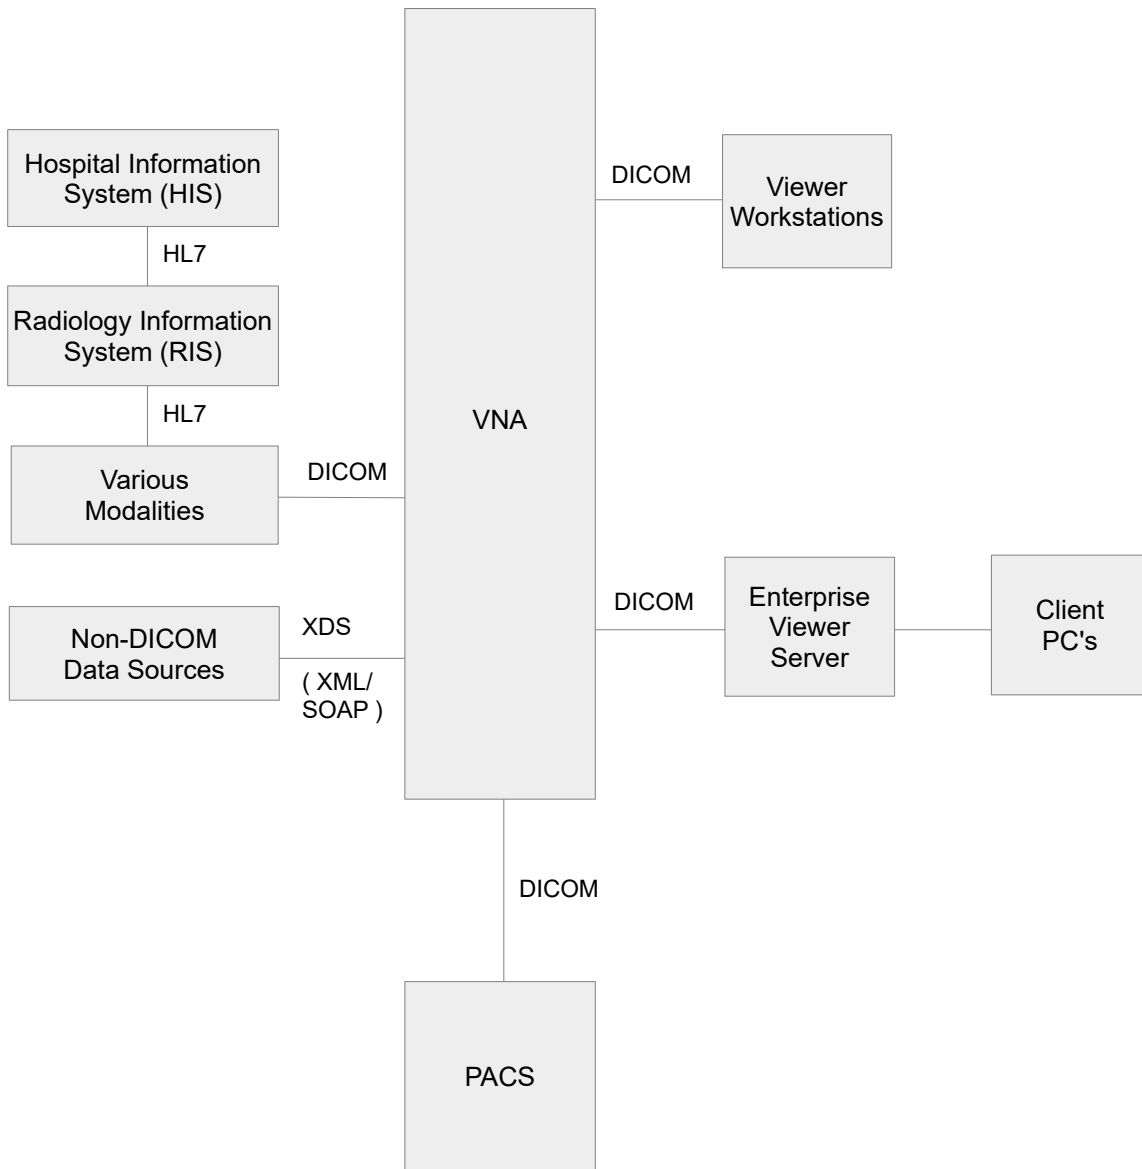 Hospital Information
System (HIS)
HL7
Radiology Information
System (RIS)
HL7
Various
Modalities
DICOM
Non-DICOM
Data Sources
XDS
( XML/
SOAP )
VNA
DICOM
Viewer
Workstations
DICOM
Enterprise
Viewer
Server
Client
PC's
DICOM
PACS